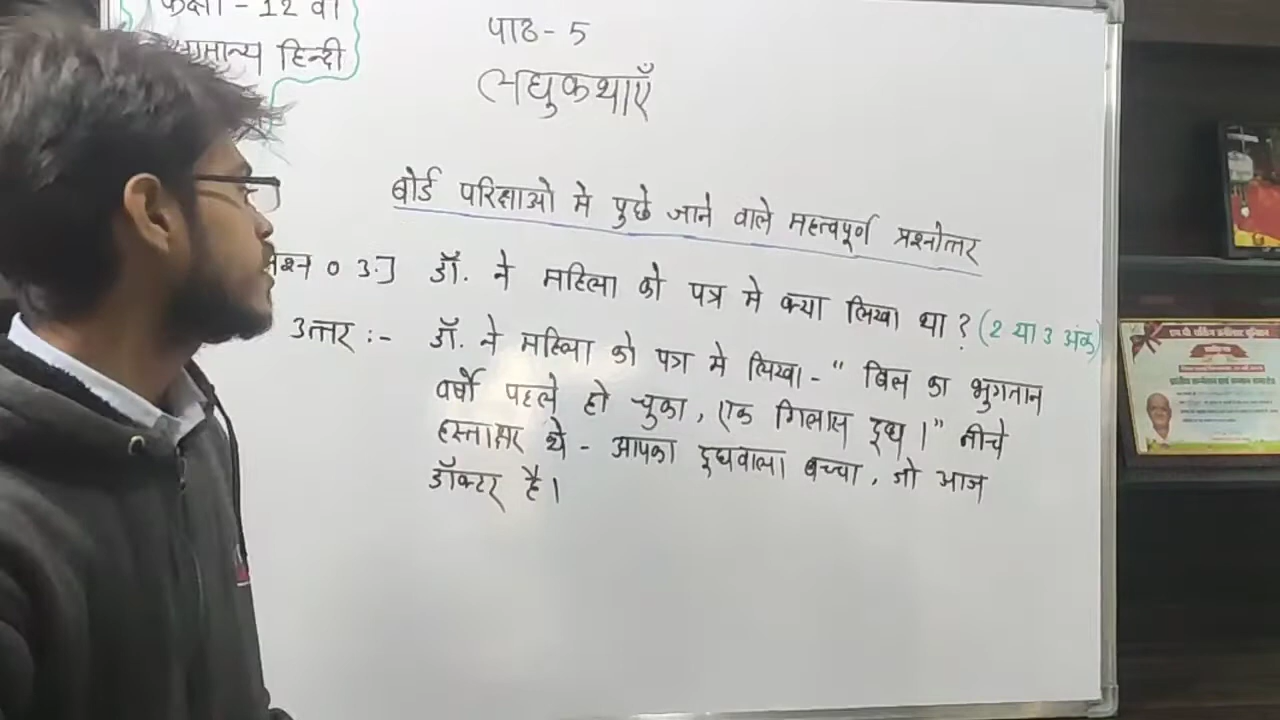 कक्षा - 12 वी
सामान्य हिन्दी
पाठ - 5
लघुकथाएँ
बोर्ड परिक्षाओ मे पुछे जाने वाले महत्वपूर्ण प्रश्नोत्तर
प्रश्न 0 3.] डॉ. ने महिला को पत्र मे क्या लिखा था ? (2 या 3 अंक)
उत्तर :- डॉ. ने महिला को पत्र मे लिखा - " बिल का भुगतान
वर्षो पहले हो चुका , एक गिलास दूध ।" नीचे
हस्ताक्षर थे - आपका दूधवाला बच्चा , जो आज
डॉक्टर है ।